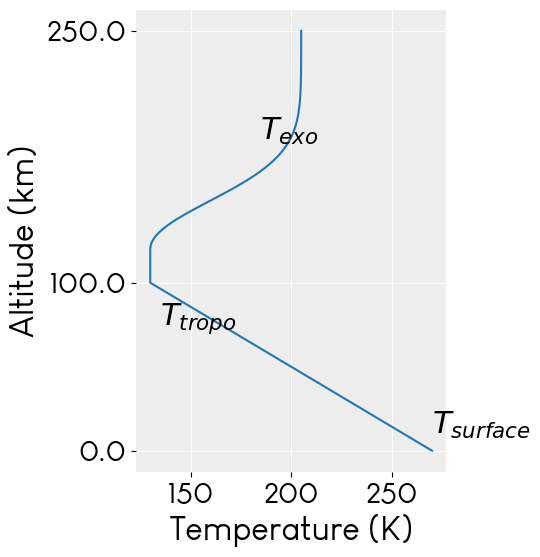 250.0
T_exo
Altitude (km)
100.0
T_tropo
T_surface
0.0
150 200 250
Temperature (K)